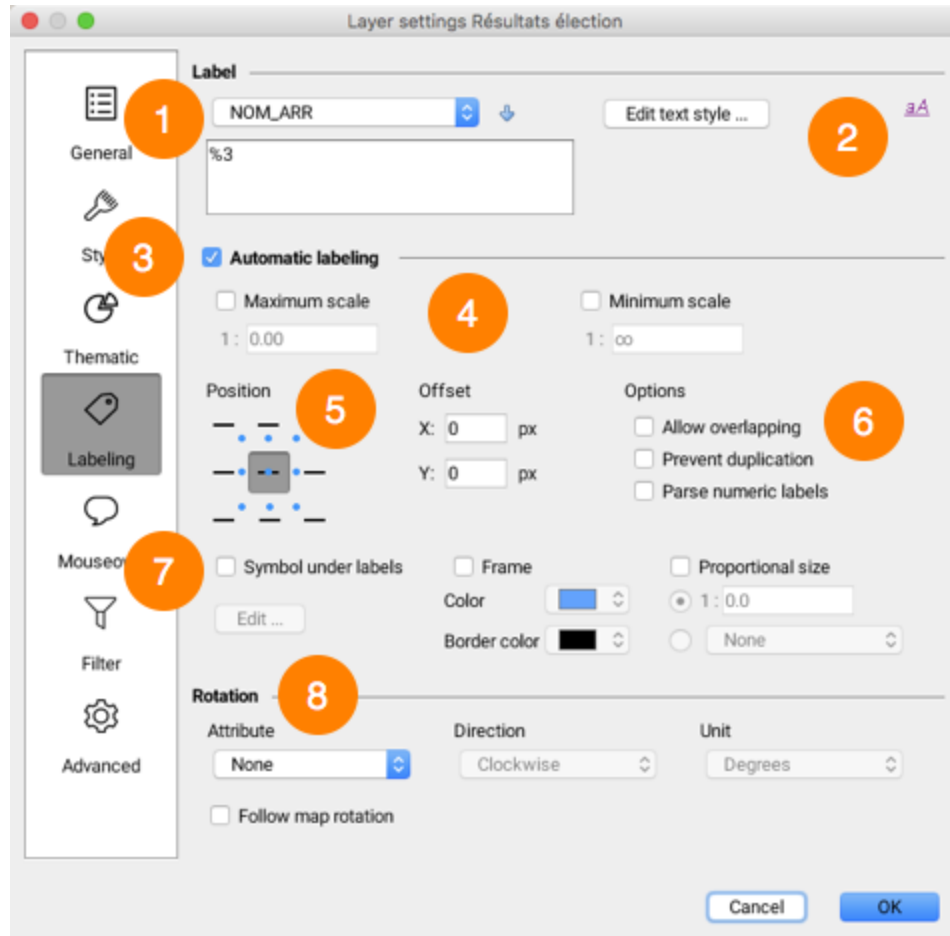 Layer settings Résultats élection
Label
1
NOM_ARR
Edit text style ...
2
aA
General
%3
Sty
3
Automatic labeling
Maximum scale
4
Minimum scale
1 : 0.00
1 : ∞
Thematic
Position
5
Offset
Options
X: 0 px
Allow overlapping
6
Labeling
Y: 0 px
Prevent duplication
Parse numeric labels
Mouseov
7
Symbol under labels
Frame
Proportional size
Edit ...
Color
1 : 0.0
Border color
None
Filter
Rotation
8
Attribute
Direction
Unit
Advanced
None
Clockwise
Degrees
Follow map rotation
Cancel
OK